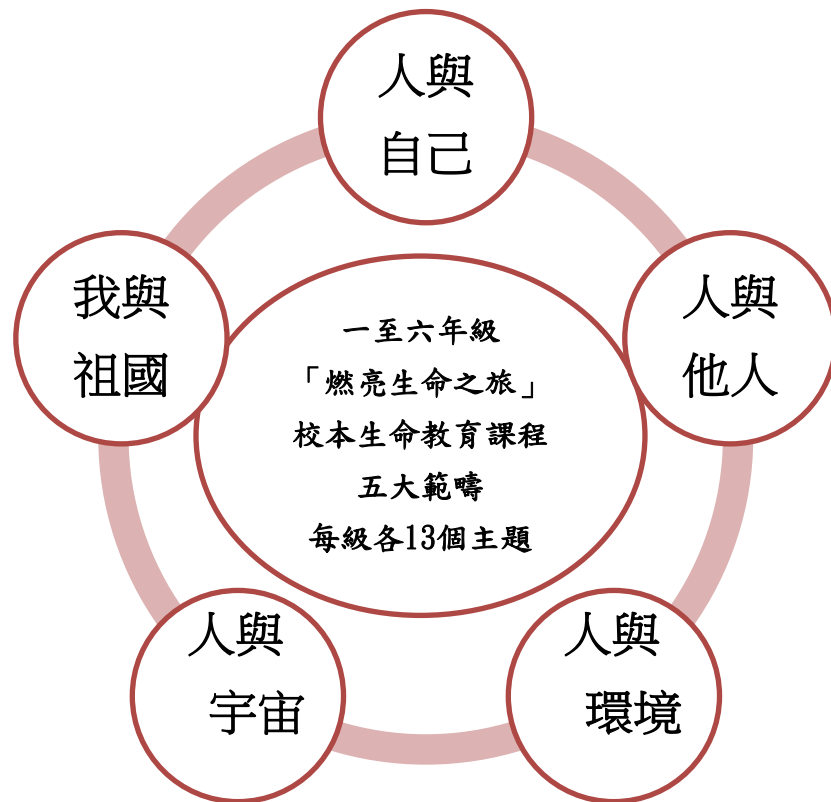 人與
自己
人與
他人
人與
環境
人與
宇宙
我與
祖國
一至六年級
「燃亮生命之旅」
校本生命教育課程
五大範疇
每級各13個主題